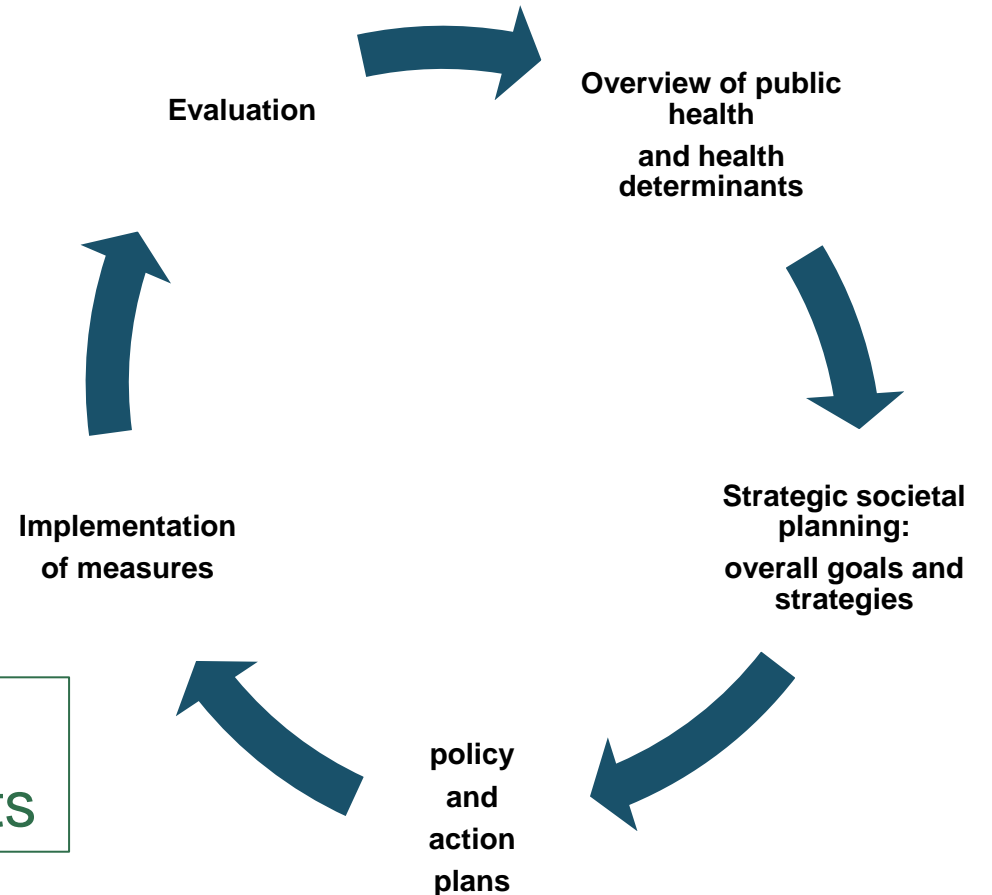 Evaluation
Overview of public
health
and health
determinants
Strategic societal
planning:
overall goals and
strategies
policy
and
action
plans
Implementation
of measures